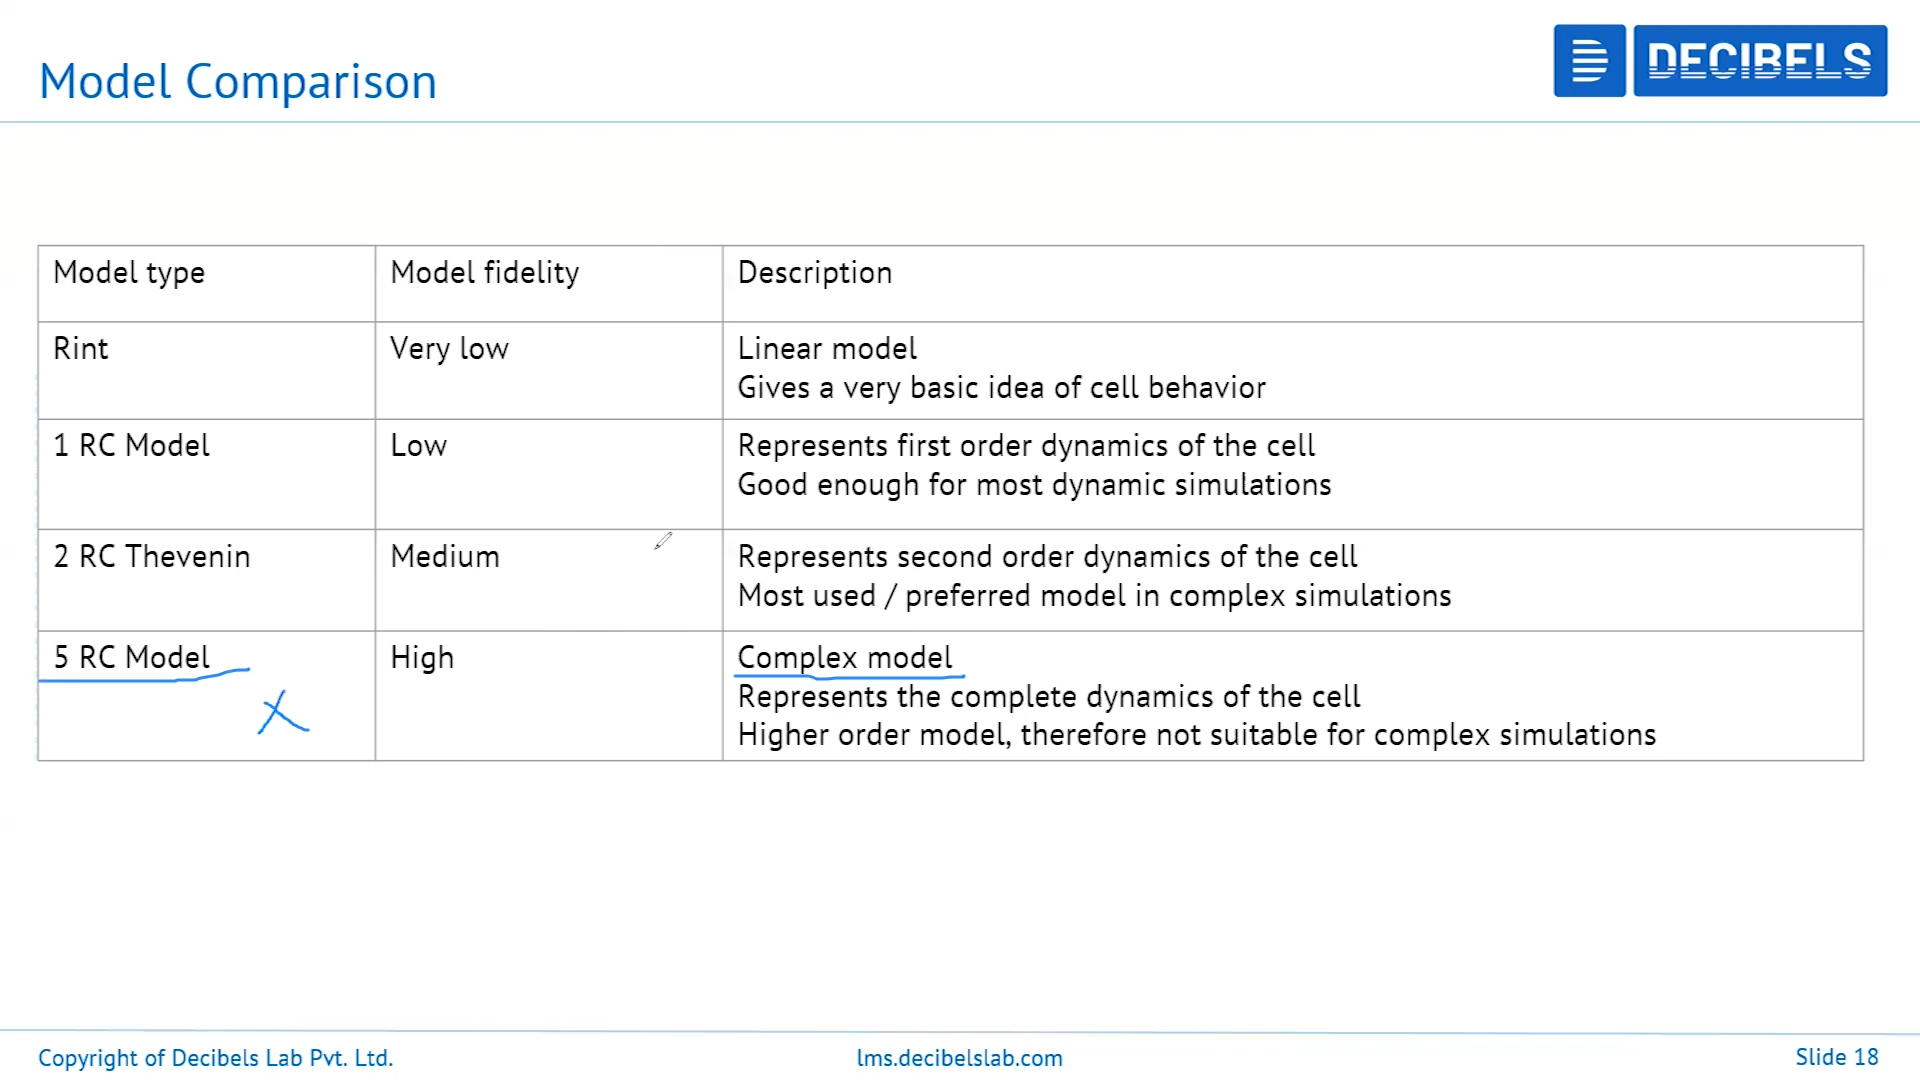 Model Comparison
DECIBELS
Model type
Model fidelity
Description
Rint
Very low
Linear model
Gives a very basic idea of cell behavior
1 RC Model
Low
Represents first order dynamics of the cell
Good enough for most dynamic simulations
2 RC Thevenin
Medium
Represents second order dynamics of the cell
Most used / preferred model in complex simulations
5 RC Model
High
Complex model
Represents the complete dynamics of the cell
Higher order model, therefore not suitable for complex simulations
Copyright of Decibels Lab Pvt. Ltd.
lms.decibelslab.com
Slide 18